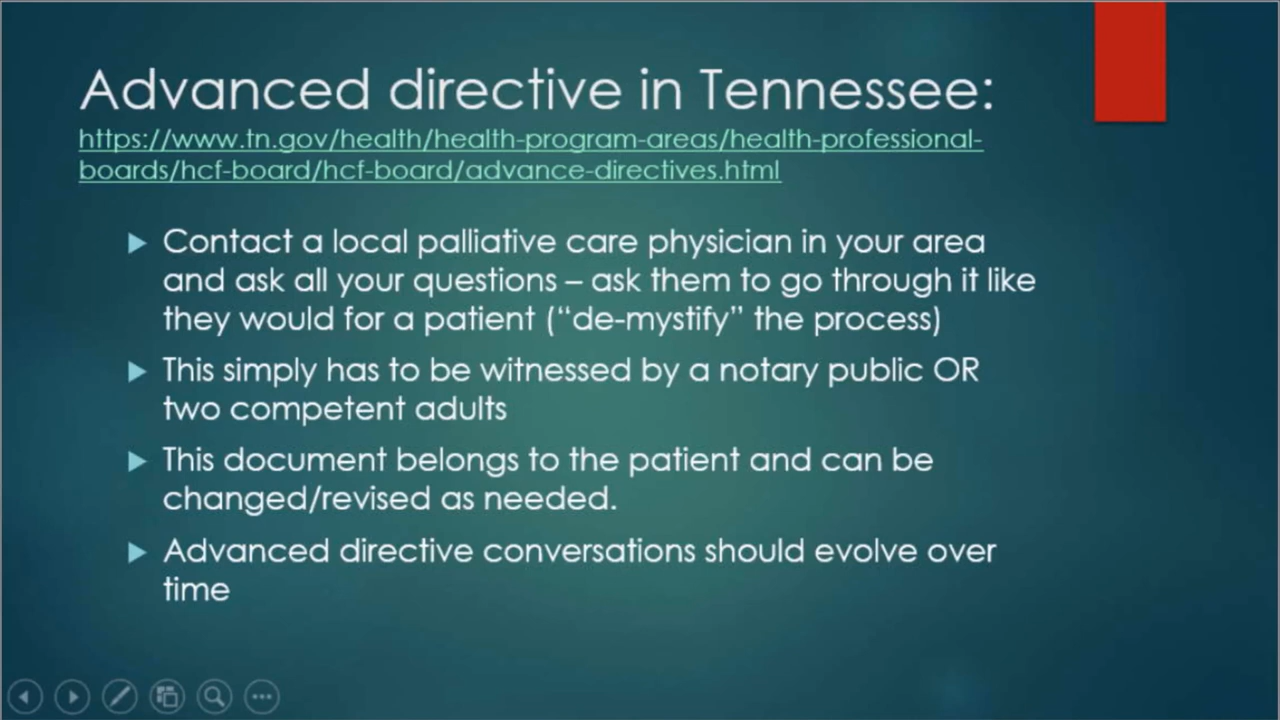 Advanced directive in Tennessee:
https://www.tn.gov/health/health-program-areas/health-professional-
boards/hcf-board/hcf-board/advance-directives.html
Contact a local palliative care physician in your area
and ask all your questions – ask them to go through it like
they would for a patient (“de-mystify” the process)
This simply has to be witnessed by a notary public OR
two competent adults
This document belongs to the patient and can be
changed/revised as needed.
Advanced directive conversations should evolve over
time